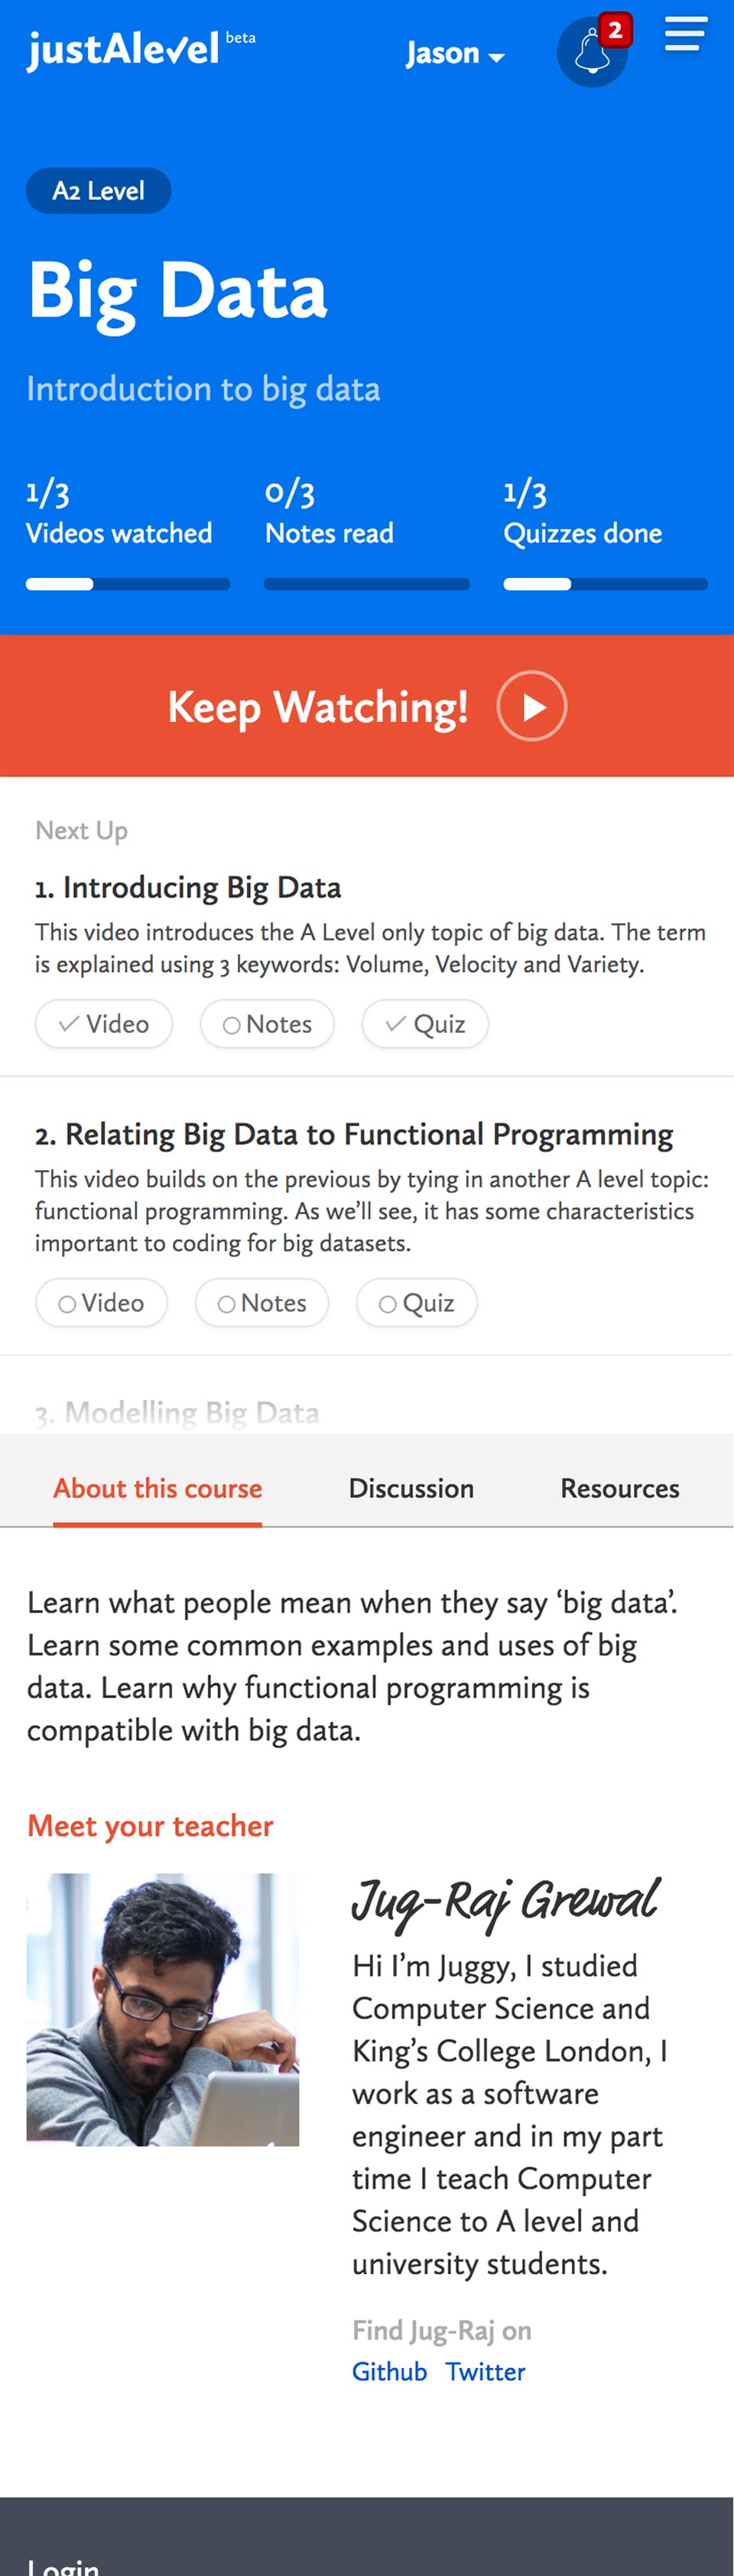 justAlevel beta
Jason
2
A2 Level
Big Data
Introduction to big data
1/3
Videos watched
0/3
Notes read
1/3
Quizzes done
Keep Watching!
Next Up
1. Introducing Big Data
This video introduces the A Level only topic of big data. The term
is explained using 3 keywords: Volume, Velocity and Variety.
Video Notes Quiz
2. Relating Big Data to Functional Programming
This video builds on the previous by tying in another A level topic:
functional programming. As we’ll see, it has some characteristics
important to coding for big datasets.
Video Notes Quiz
3. Modelling Big Data
About this course Discussion Resources
Learn what people mean when they say ‘big data’.
Learn some common examples and uses of big
data. Learn why functional programming is
compatible with big data.
Meet your teacher
Jug-Raj Grewal
Hi I’m Juggy, I studied
Computer Science and
King’s College London, I
work as a software
engineer and in my part
time I teach Computer
Science to A level and
university students.
Find Jug-Raj on
Github Twitter
Login